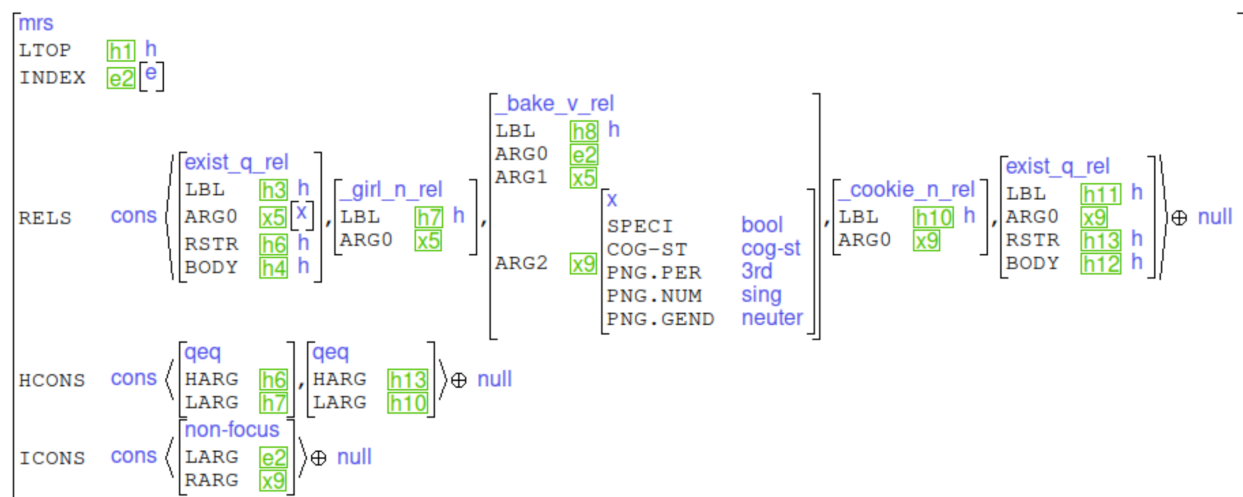 mrs
LTOP h1 h
INDEX e2 [e]
RELS cons ⟨ [exist_q_rel
LBL h3 h
ARG0 x5 [x]
RSTR h6 h
BODY h4 h] , [_girl_n_rel
LBL h7 h
ARG0 x5] , [_bake_v_rel
LBL h8 h
ARG0 e2
ARG1 x5
ARG2 x9 [x
SPECI bool
COG-ST cog-st
PNG.PER 3rd
PNG.NUM sing
PNG.GEND neuter]] , [_cookie_n_rel
LBL h10 h
ARG0 x9] , [exist_q_rel
LBL h11 h
ARG0 x9
RSTR h13 h
BODY h12 h] ⟩ ⊕ null
HCONS cons ⟨ [qeq
HARG h6
LARG h7] , [qeq
HARG h13
LARG h10] ⟩ ⊕ null
ICONS cons ⟨ [non-focus
LARG e2
RARG x9] ⟩ ⊕ null